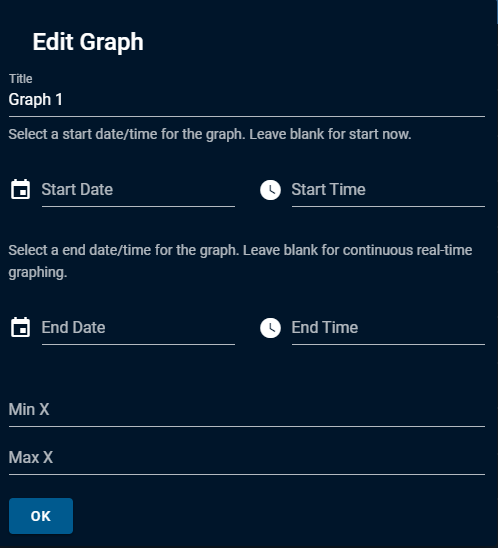 Edit Graph
Title
Graph 1
Select a start date/time for the graph. Leave blank for start now.
Start Date Start Time
Select a end date/time for the graph. Leave blank for continuous real-time
graphing.
End Date End Time
Min X
Max X
OK